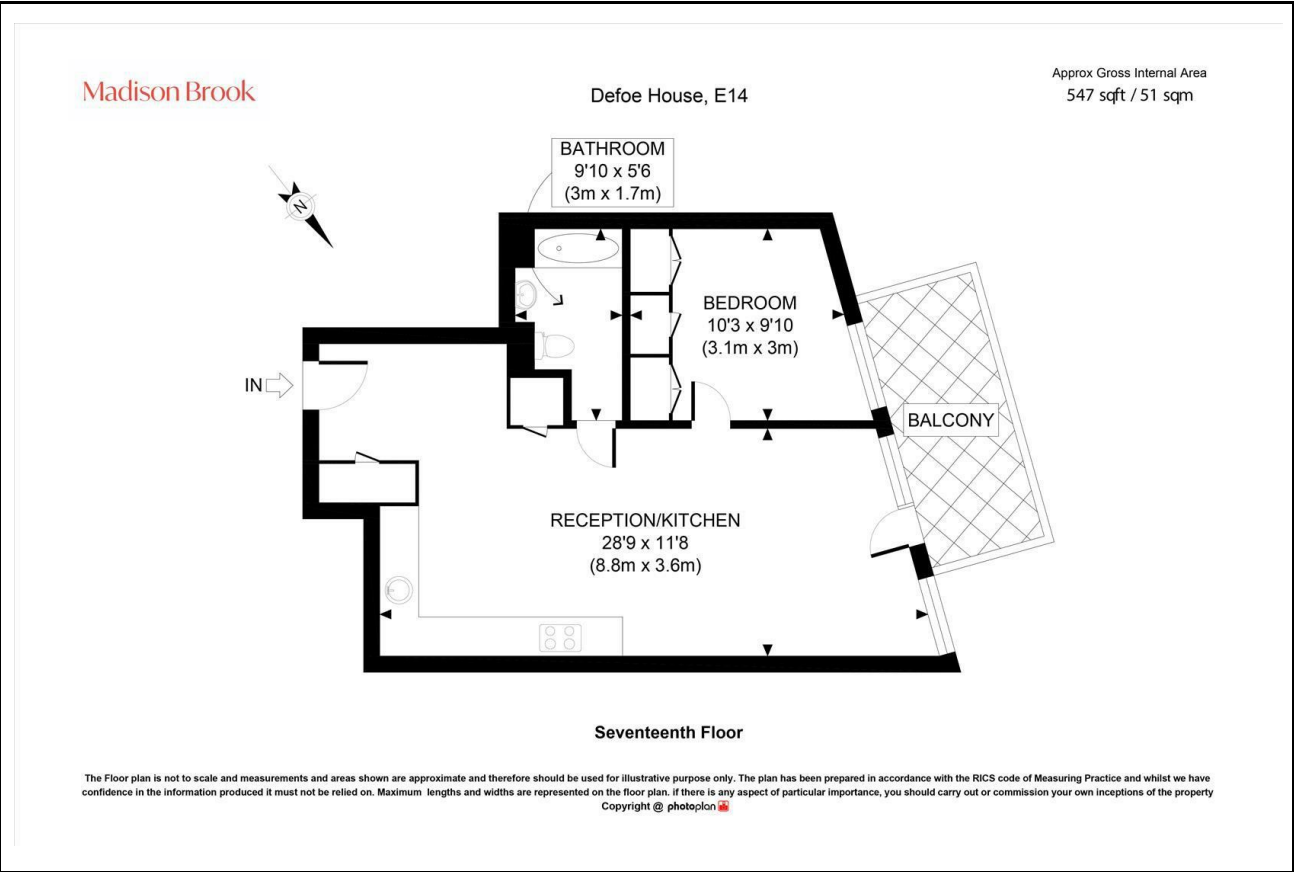 Madison Brook
Defoe House, E14
Approx Gross Internal Area
547 sqft / 51 sqm
BATHROOM
9'10 x 5'6
(3m x 1.7m)
N
BEDROOM
10'3 x 9'10
(3.1m x 3m)
IN
BALCONY
RECEPTION/KITCHEN
28'9 x 11'8
(8.8m x 3.6m)
Seventeenth Floor
The Floor plan is not to scale and measurements and areas shown are approximate and therefore should be used for illustrative purpose only. The plan has been prepared in accordance with the RICS code of Measuring Practice and whilst we have
confidence in the information produced it must not be relied on. Maximum lengths and widths are represented on the floor plan. if there is any aspect of particular importance, you should carry out or commission your own inceptions of the property
Copyright @ photoplan